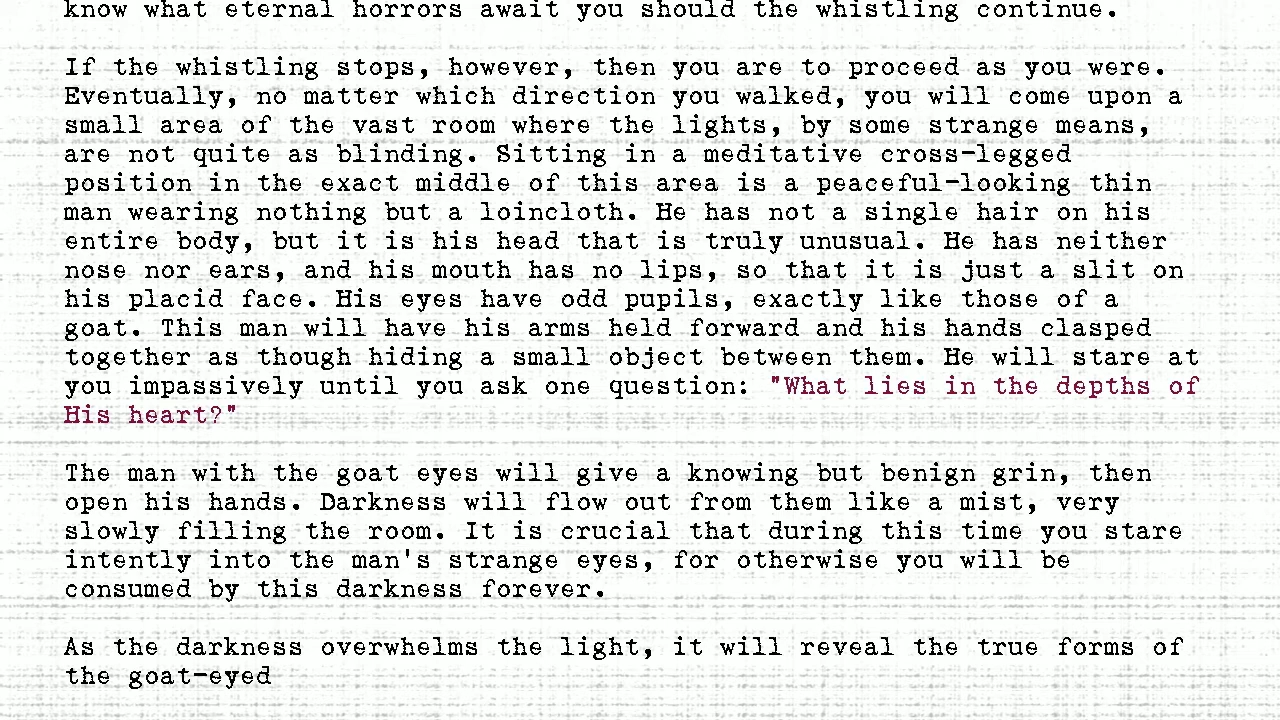 know what eternal horrors await you should the whistling continue.
If the whistling stops, however, then you are to proceed as you were.
Eventually, no matter which direction you walked, you will come upon a
small area of the vast room where the lights, by some strange means,
are not quite as blinding. Sitting in a meditative cross-legged
position in the exact middle of this area is a peaceful-looking thin
man wearing nothing but a loincloth. He has not a single hair on his
entire body, but it is his head that is truly unusual. He has neither
nose nor ears, and his mouth has no lips, so that it is just a slit on
his placid face. His eyes have odd pupils, exactly like those of a
goat. This man will have his arms held forward and his hands clasped
together as though hiding a small object between them. He will stare at
you impassively until you ask one question: "What lies in the depths of
His heart?"
The man with the goat eyes will give a knowing but benign grin, then
open his hands. Darkness will flow out from them like a mist, very
slowly filling the room. It is crucial that during this time you stare
intently into the man's strange eyes, for otherwise you will be
consumed by this darkness forever.
As the darkness overwhelms the light, it will reveal the true forms of
the goat-eyed